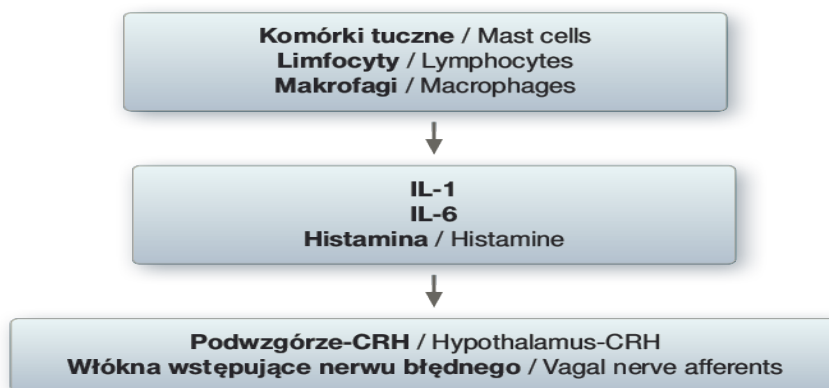 Komórki tuczne / Mast cells
Limfocyty / Lymphocytes
Makrofagi / Macrophages
IL-1
IL-6
Histamina / Histamine
Podwzgórze-CRH / Hypothalamus-CRH
Włókna wstępujące nerwu błędnego / Vagal nerve afferents